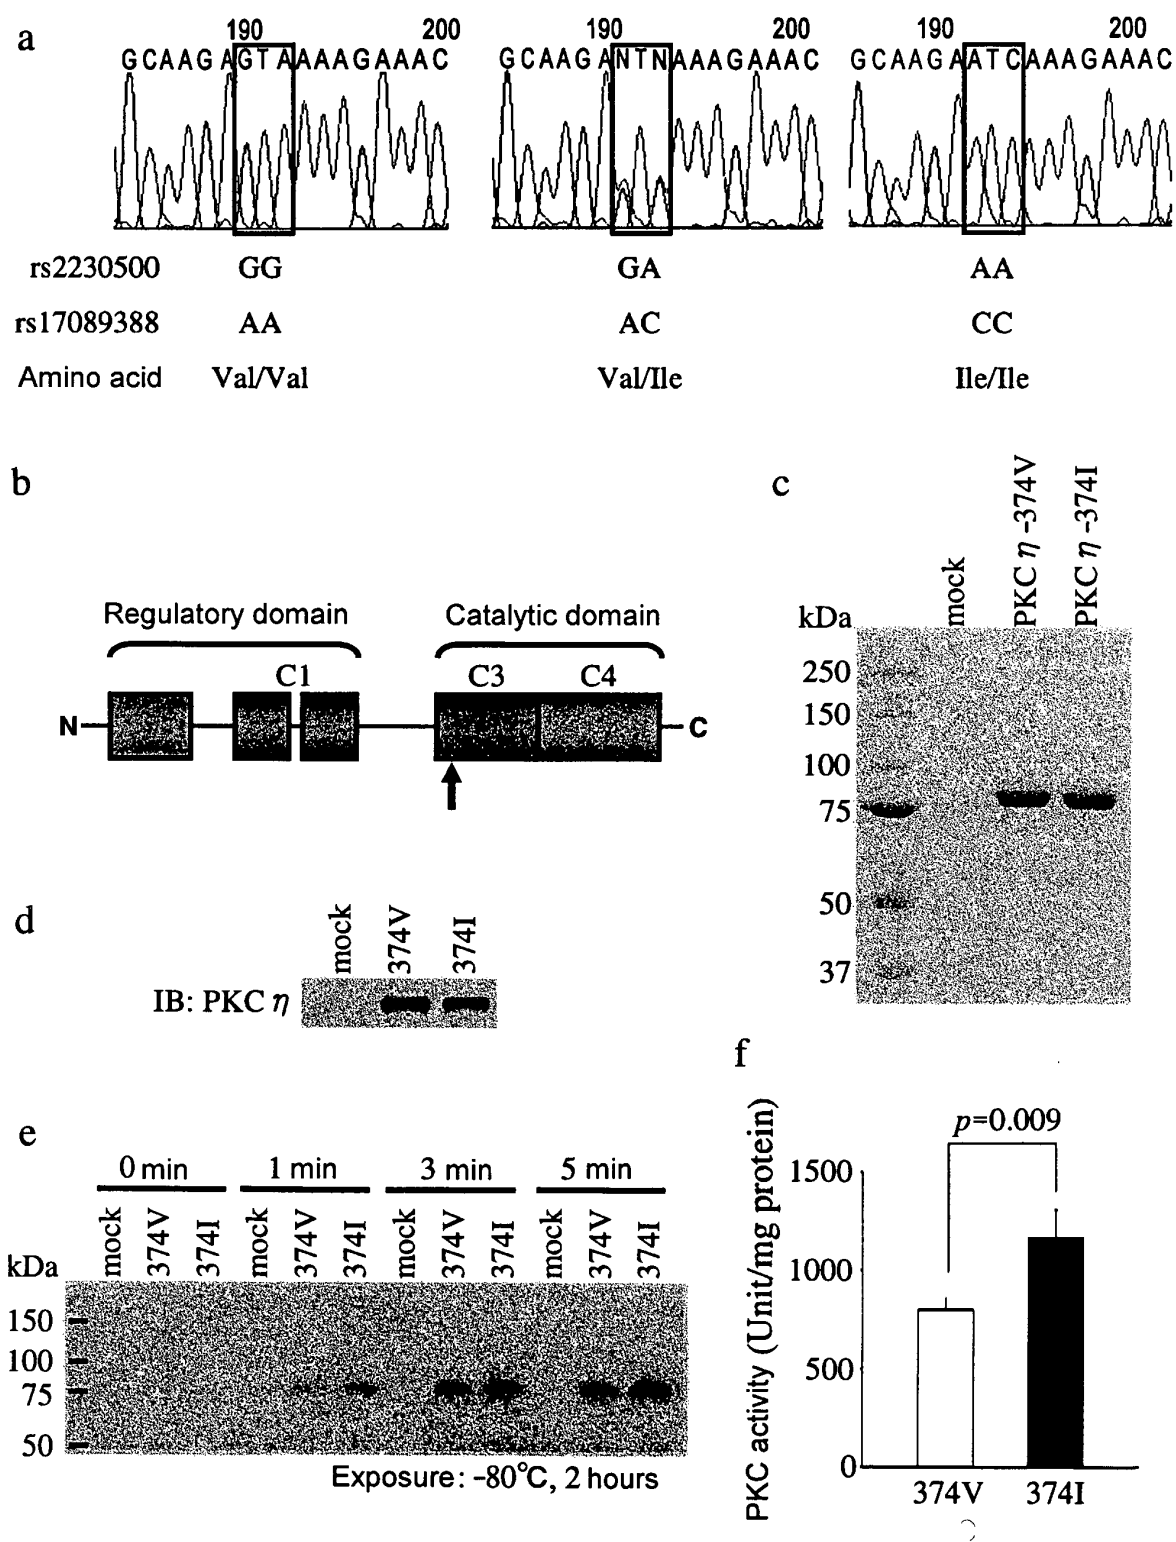 a
190 200 190 200 190 200
GCAAGAGTAAAAGAAAC GCAAGANTNAAAGAAAC GCAAGAATCAAAGAAAC
rs2230500 GG GA AA
rs17089388 AA AC CC
Amino acid Val/Val Val/Ile Ile/Ile
b
Regulatory domain Catalytic domain
C1 C3 C4
N C
c
mock PKC η -374V PKC η -374I
kDa
250
150
100
75
50
37
d
mock 374V 374I
IB: PKC η
e
0 min 1 min 3 min 5 min
mock 374V 374I mock 374V 374I mock 374V 374I mock 374V 374I
kDa
150
100
75
50
Exposure: -80°C, 2 hours
f
PKC activity (Unit/mg protein)
p=0.009
1500
1000
500
0
374V 374I